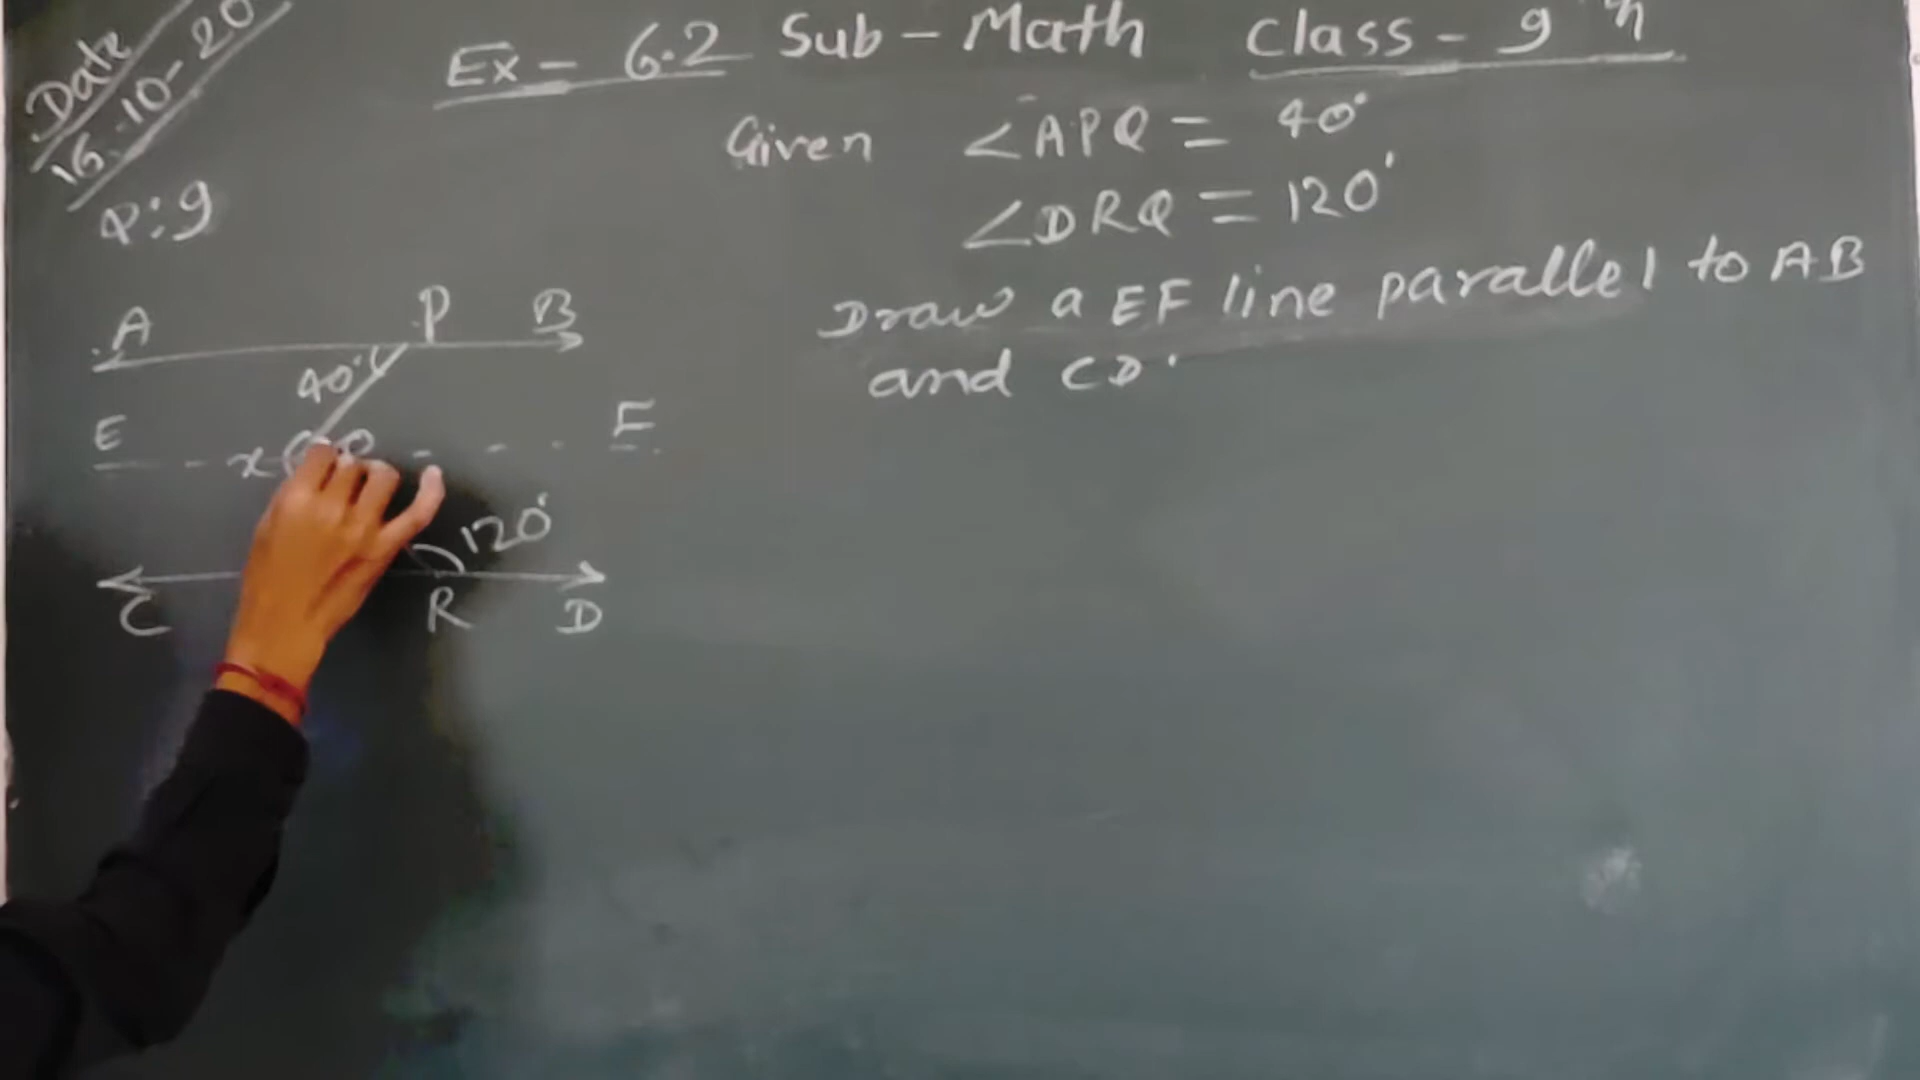 Date
16-10-20
Ex - 6.2 Sub - Math Class - 9th
Q:9
Given ∠APQ = 40°
∠DRQ = 120°
Draw a EF line parallel to AB
and CD.
A P B
40°
E x F
120°
C R D